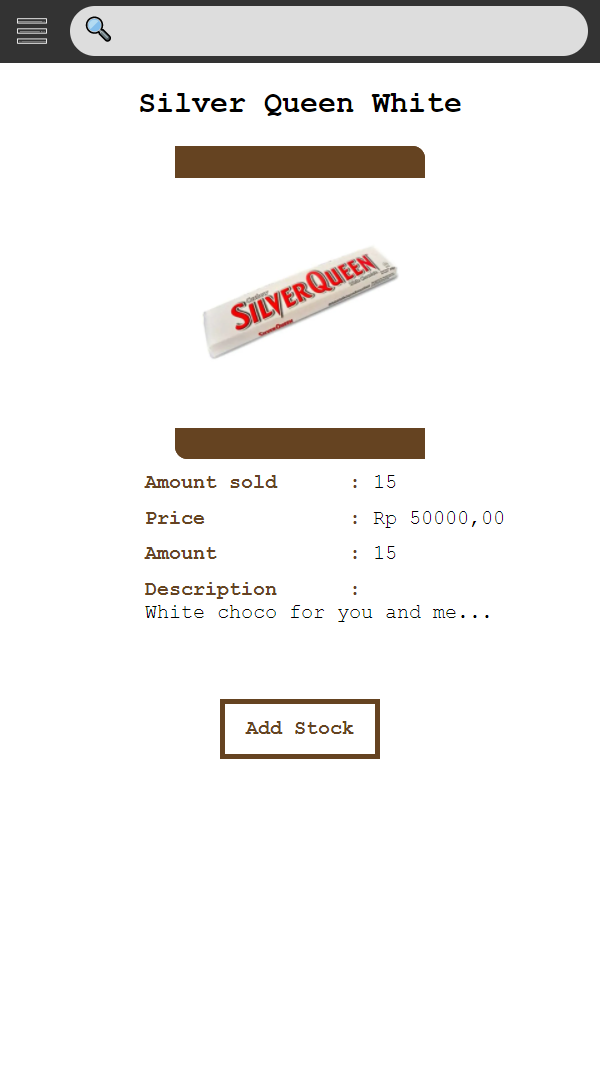 Silver Queen White
SILVERQUEEN
Amount sold : 15
Price : Rp 50000,00
Amount : 15
Description :
White choco for you and me...
Add Stock